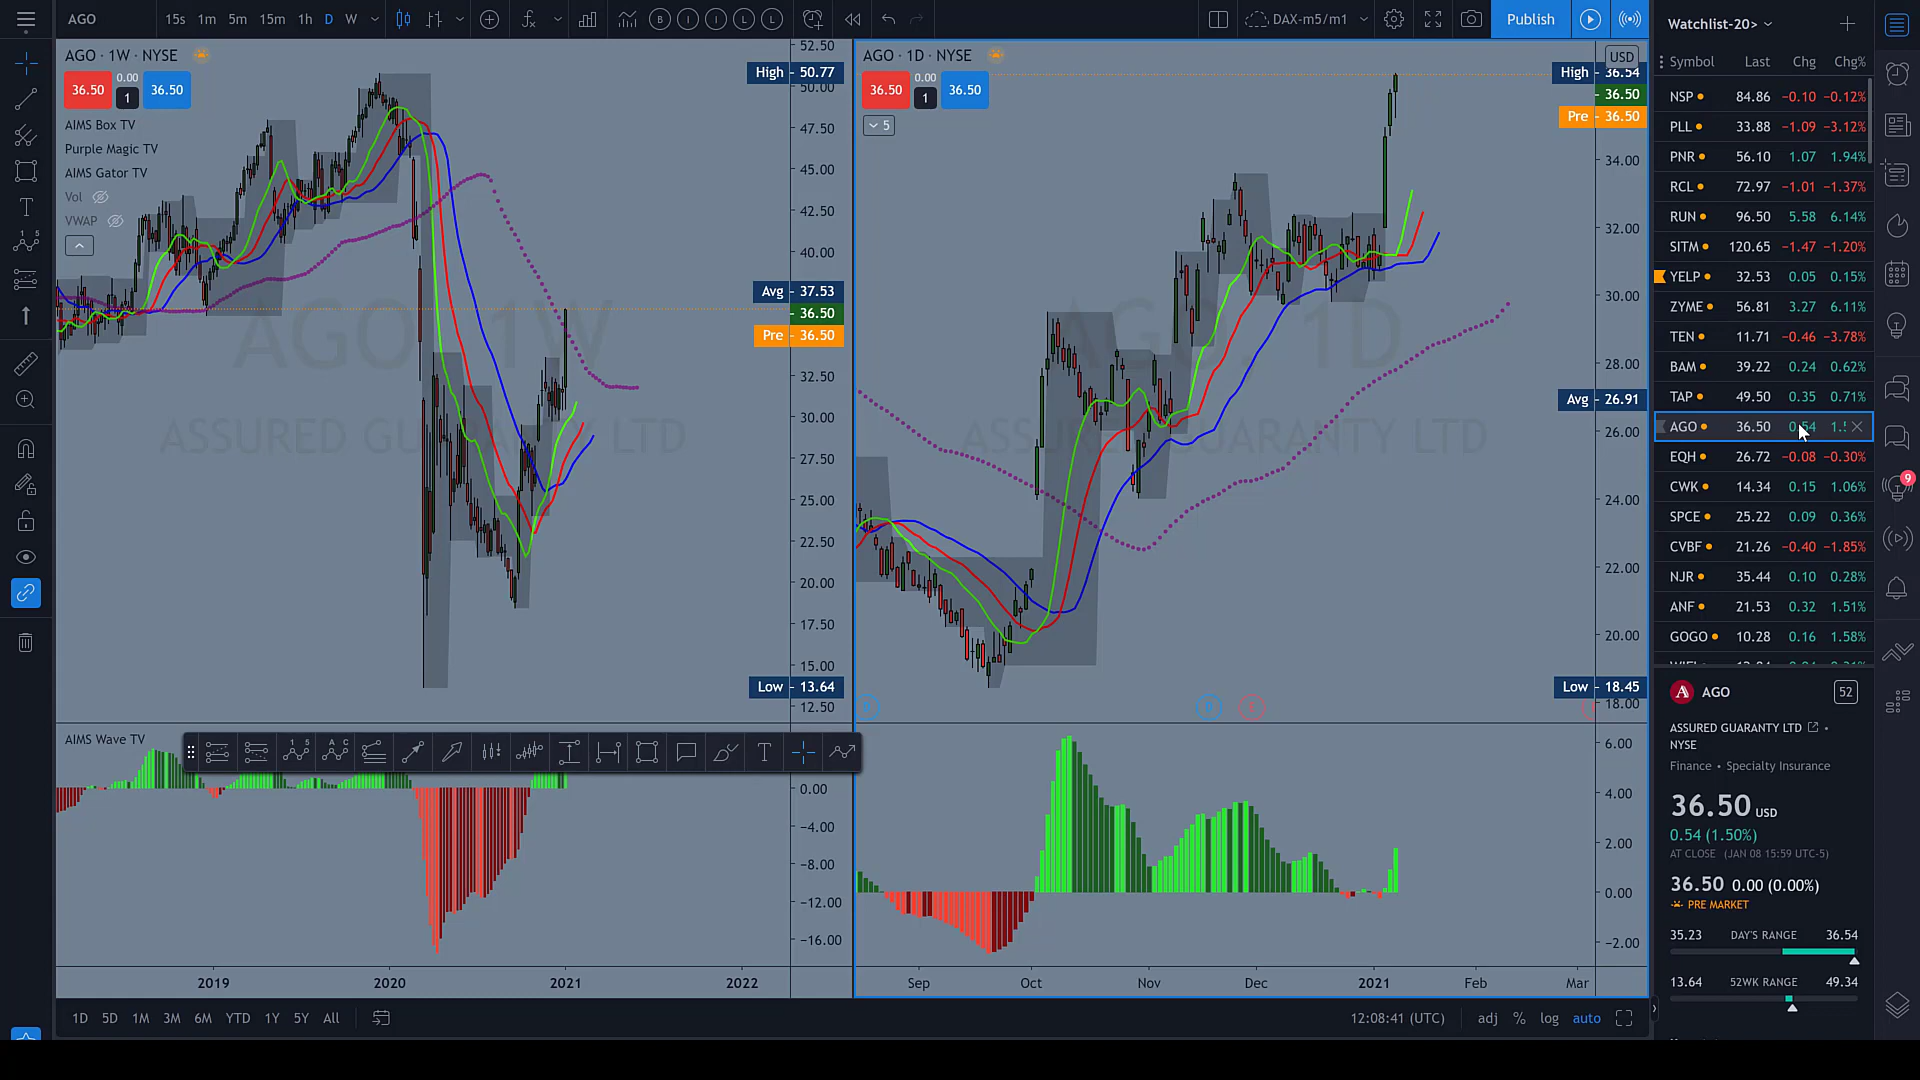 AGO 15s 1m 5m 15m 1h D W B I I L L DAX-m5/m1 Publish
AGO · 1W · NYSE
36.50 0.00 1 36.50
AIMS Box TV
Purple Magic TV
AIMS Gator TV
Vol
VWAP
AGO, 1W
ASSURED GUARANTY LTD
52.50
High 50.77
50.00
47.50
45.00
42.50
40.00
Avg 37.53
36.50
Pre 36.50
32.50
30.00
27.50
25.00
22.50
20.00
17.50
15.00
Low 13.64
12.50
AIMS Wave TV
0.00
−4.00
−8.00
−12.00
−16.00
2019 2020 2021 2022
AGO · 1D · NYSE
36.50 0.00 1 36.50
5
AGO, 1D
ASSURED GUARANTY LTD
USD
High 36.54
36.50
Pre 36.50
34.00
32.00
30.00
28.00
Avg 26.91
26.00
24.00
22.00
20.00
Low 18.45
18.00
D D E
6.00
4.00
2.00
0.00
−2.00
Sep Oct Nov Dec 2021 Feb Mar
1D 5D 1M 3M 6M YTD 1Y 5Y All
12:08:41 (UTC) adj % log auto
Watchlist-20>
Symbol Last Chg Chg%
NSP 84.86 −0.10 −0.12%
PLL 33.88 −1.09 −3.12%
PNR 56.10 1.07 1.94%
RCL 72.97 −1.01 −1.37%
RUN 96.50 5.58 6.14%
SITM 120.65 −1.47 −1.20%
YELP 32.53 0.05 0.15%
ZYME 56.81 3.27 6.11%
TEN 11.71 −0.46 −3.78%
BAM 39.22 0.24 0.62%
TAP 49.50 0.35 0.71%
AGO 36.50 0.54
EQH 26.72 −0.08 −0.30%
CWK 14.34 0.15 1.06%
SPCE 25.22 0.09 0.36%
CVBF 21.26 −0.40 −1.85%
NJR 35.44 0.10 0.28%
ANF 21.53 0.32 1.51%
GOGO 10.28 0.16 1.58%
AGO 52
ASSURED GUARANTY LTD •
NYSE
Finance • Specialty Insurance
36.50 USD
0.54 (1.50%)
AT CLOSE (JAN 08 15:59 UTC-5)
36.50 0.00 (0.00%)
PRE MARKET
35.23 DAY'S RANGE 36.54
13.64 52WK RANGE 49.34
9